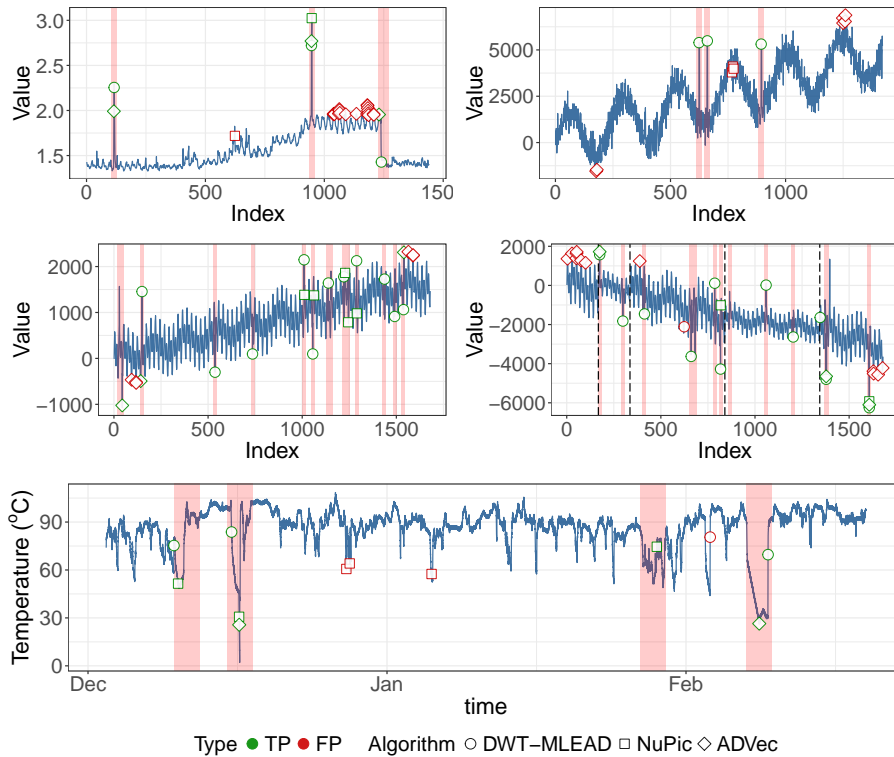 3.0
2.5
2.0
1.5
Value
0 500 1000 150
Index
5000
2500
0
Value
0 500 1000
Index
2000
1000
0
−1000
Value
0 500 1000 1500
Index
2000
0
−2000
−4000
−6000
Value
0 500 1000 1500
Index
90
60
30
0
Temperature (°C)
Dec Jan Feb
time
Type TP FP Algorithm DWT−MLEAD NuPic ADVec